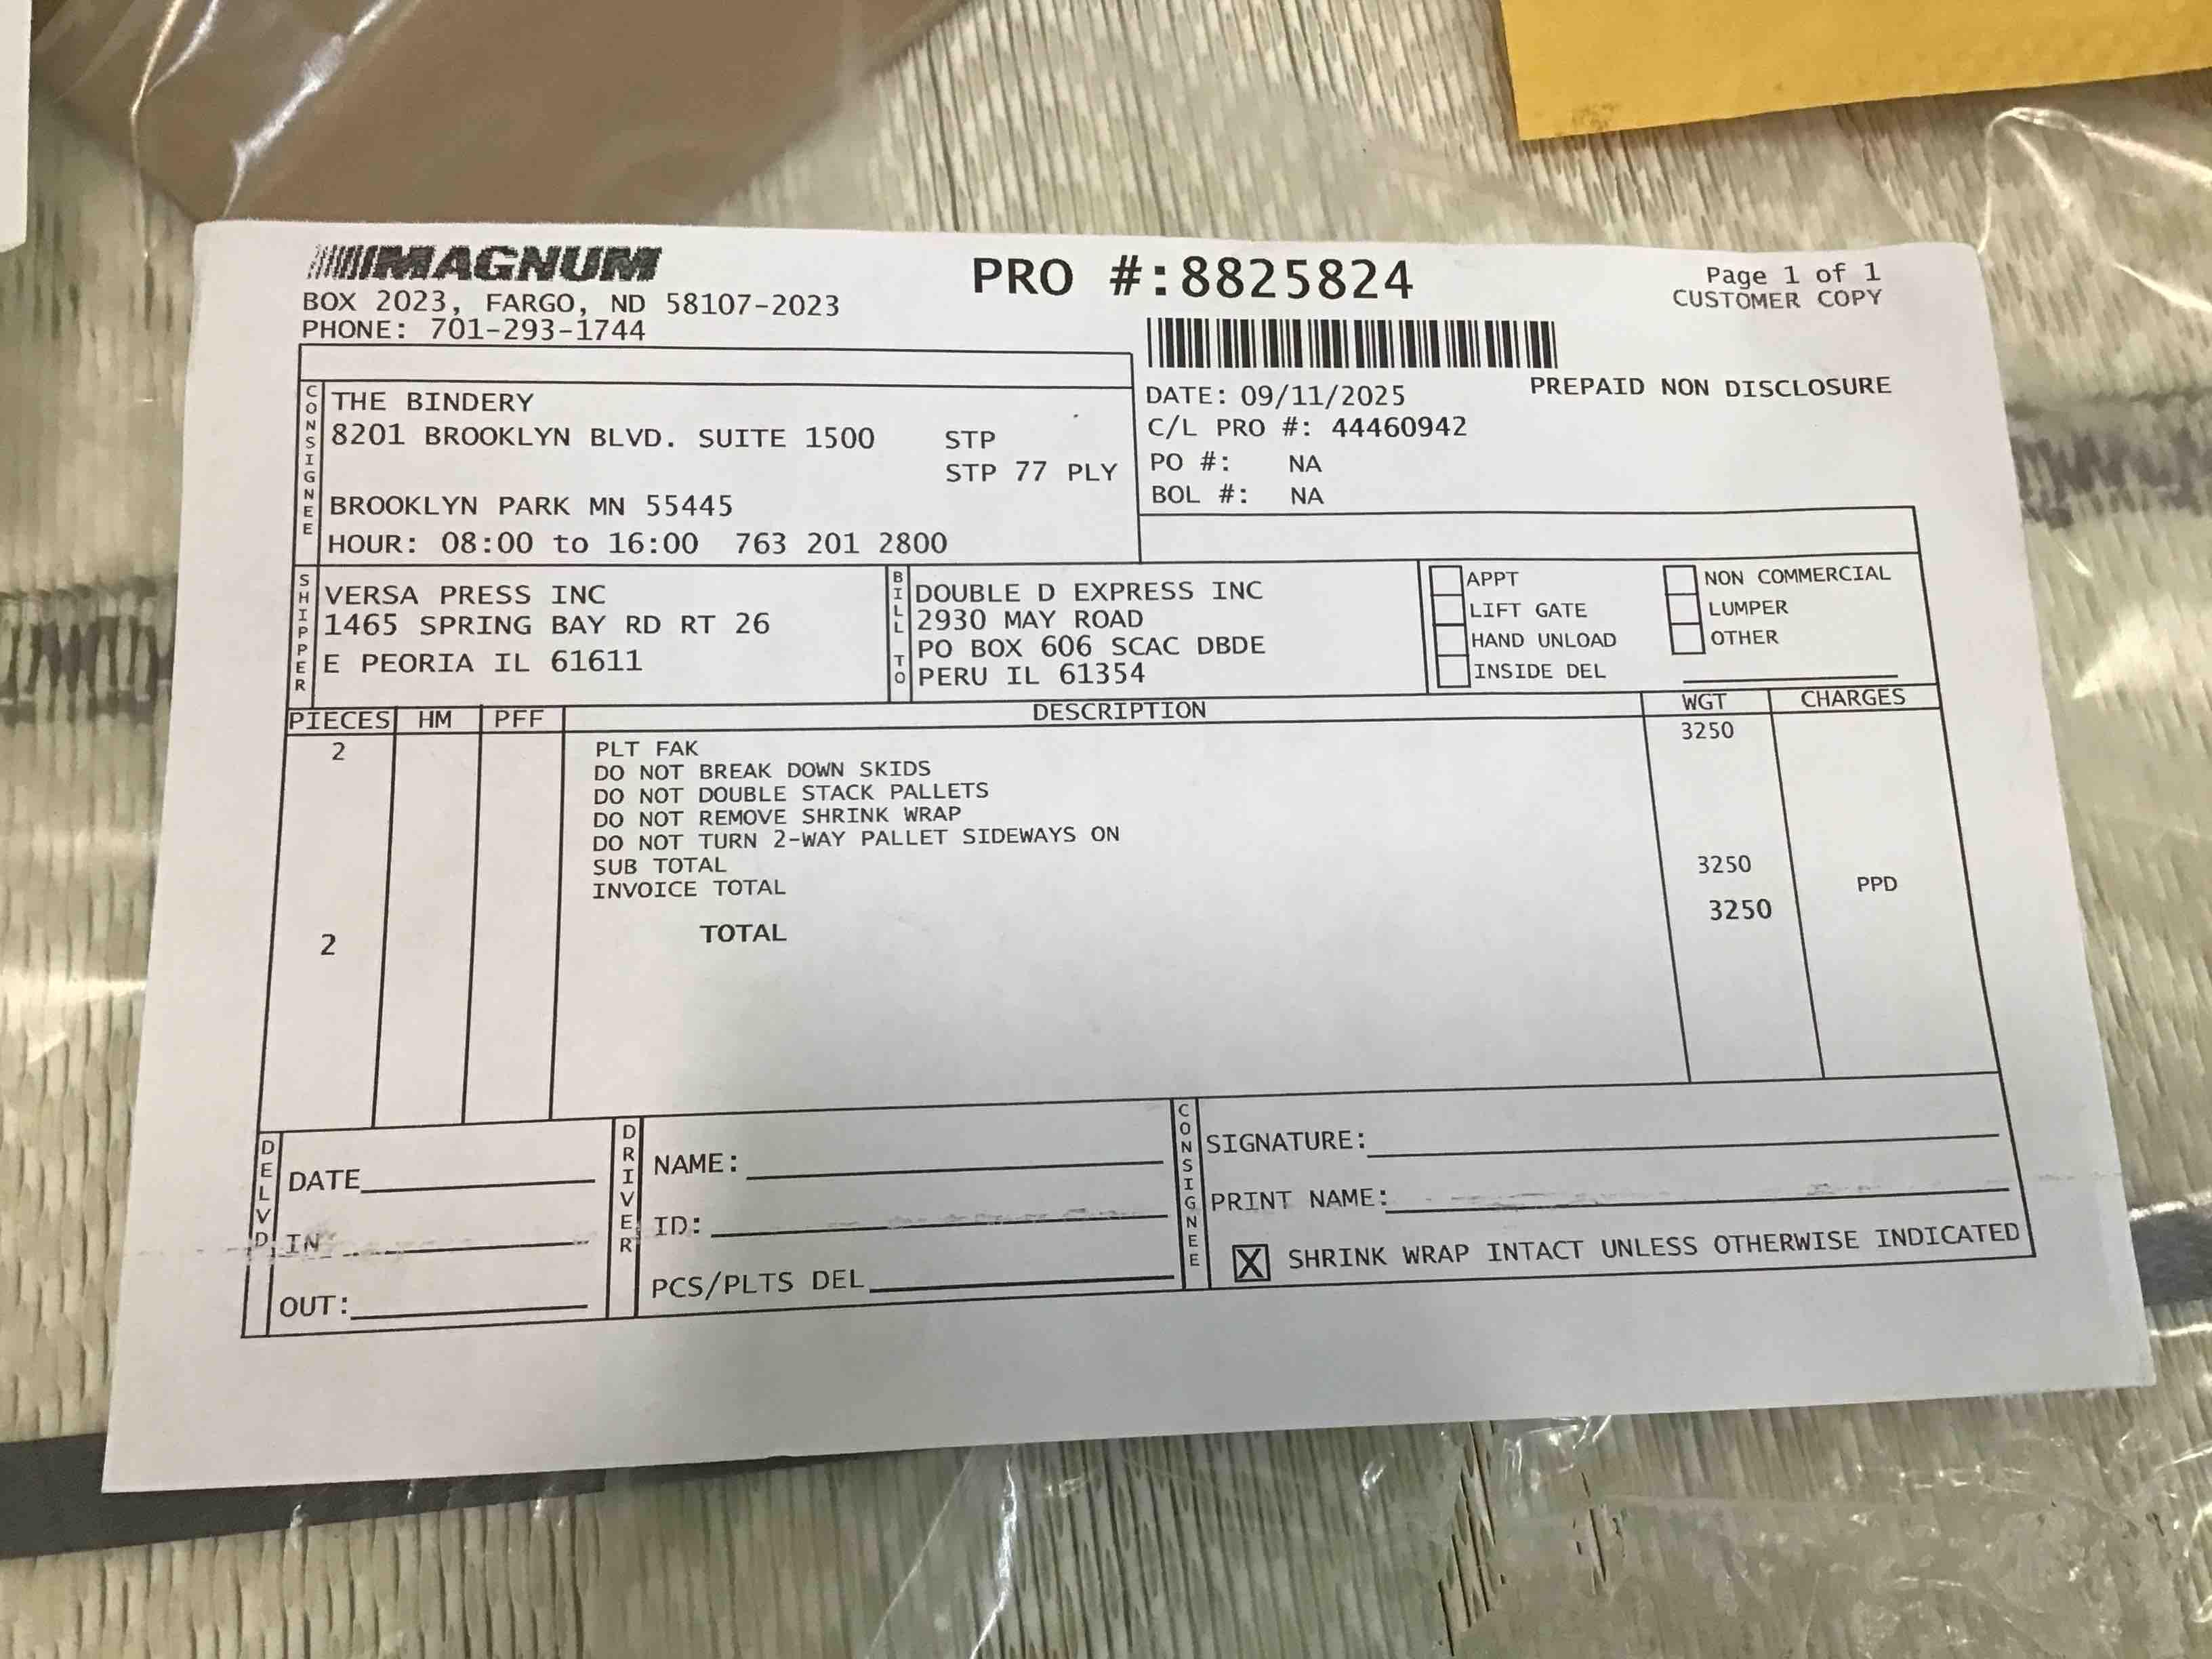 MAGNUM
BOX 2023, FARGO, ND 58107-2023
PHONE: 701-293-1744
PRO #:8825824
Page 1 of 1
CUSTOMER COPY
DATE: 09/11/2025
PREPAID NON DISCLOSURE
C/L PRO #: 44460942
PO #: NA
BOL #: NA
CONSIGNEE
THE BINDERY
8201 BROOKLYN BLVD. SUITE 1500 STP
STP 77 PLY
BROOKLYN PARK MN 55445
HOUR: 08:00 to 16:00 763 201 2800
SHIPPER
VERSA PRESS INC
1465 SPRING BAY RD RT 26
E PEORIA IL 61611
BILL TO
DOUBLE D EXPRESS INC
2930 MAY ROAD
PO BOX 606 SCAC DBDE
PERU IL 61354
APPT NON COMMERCIAL
LIFT GATE LUMPER
HAND UNLOAD OTHER
INSIDE DEL
PIECES HM PFF DESCRIPTION WGT CHARGES
2 PLT FAK 3250
DO NOT BREAK DOWN SKIDS
DO NOT DOUBLE STACK PALLETS
DO NOT REMOVE SHRINK WRAP
DO NOT TURN 2-WAY PALLET SIDEWAYS ON
SUB TOTAL 3250
INVOICE TOTAL PPD
2 TOTAL 3250
DELVD
DATE
IN
OUT:
DRIVER
NAME:
ID:
PCS/PLTS DEL
CONSIGNEE
SIGNATURE:
PRINT NAME:
X SHRINK WRAP INTACT UNLESS OTHERWISE INDICATED